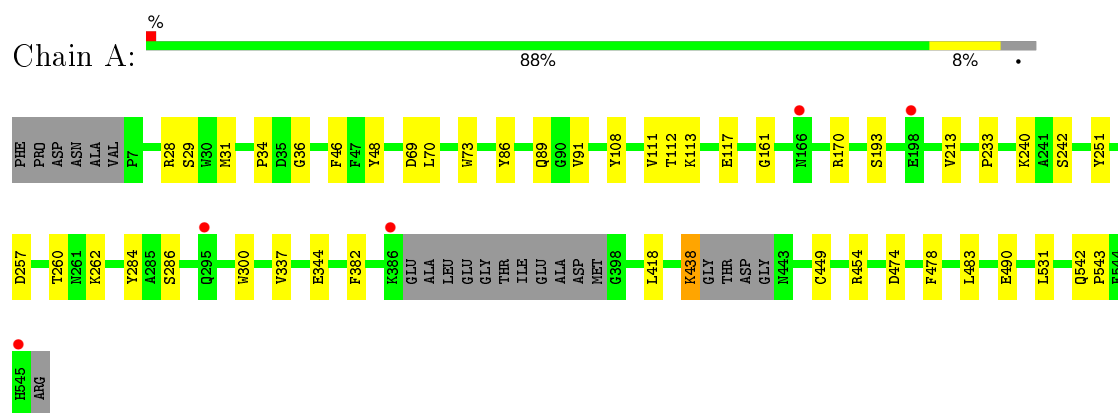 %
Chain A:
88% 8% •
PHE PRO ASP ASN ALA VAL P7 R28 S29 W30 M31 P34 D35 G36 F46 F47 Y48 D69 L70 W73 Y86 Q89 G90 V91 Y108 V111 T112 K113 E117 G161 N166 R170 S193 E198 V213 P233 K240 A241 S242 Y251
D257 T260 N261 K262 Y284 A285 S286 Q295 W300 V337 E344 F382 K386 GLU ALA LEU GLU GLY THR ILE GLU ALA ASP MET G398 L418 K438 GLY THR ASP GLY N443 C449 R454 D474 F478 L483 E490 L531 Q542 P543
H545 ARG